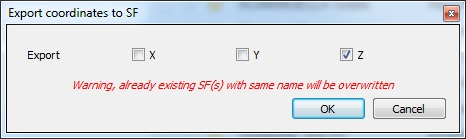 Export coordinates to SF
Export X Y Z
Warning, already existing SF(s) with same name will be overwritten
OK Cancel